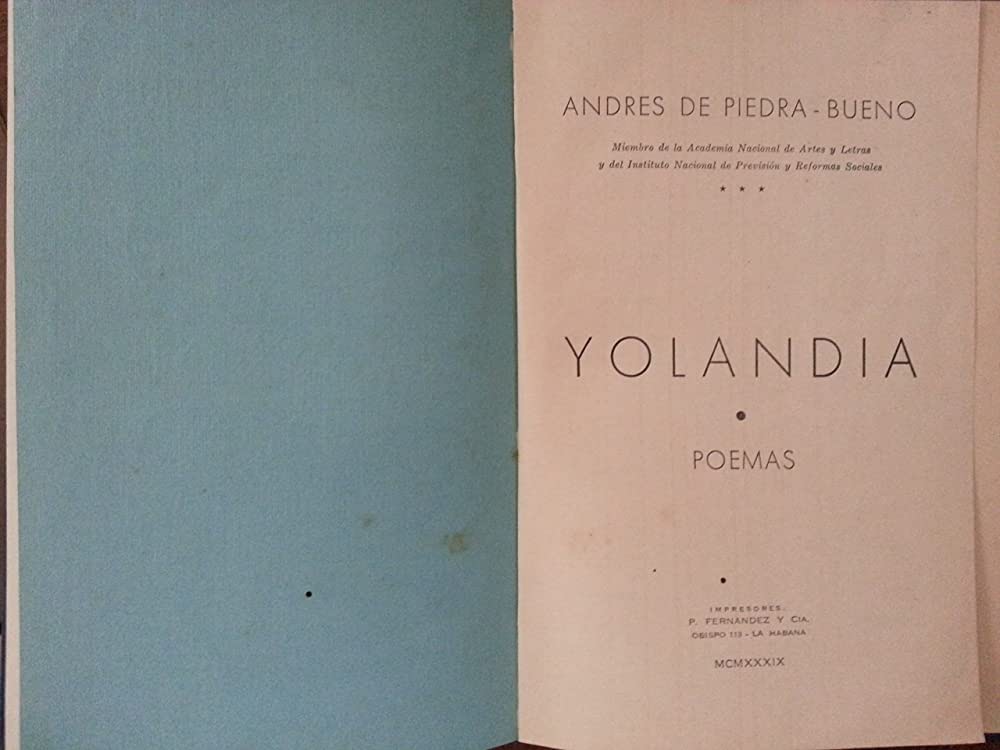 ANDRES DE PIEDRA - BUENO
Miembro de la Academia Nacional de Artes y Letras
y del Instituto Nacional de Previsión y Reformas Sociales
* * *
YOLANDIA
POEMAS
IMPRESORES:
P. FERNANDEZ Y CIA.
OBISPO 113 - LA HABANA
MCMXXXIX